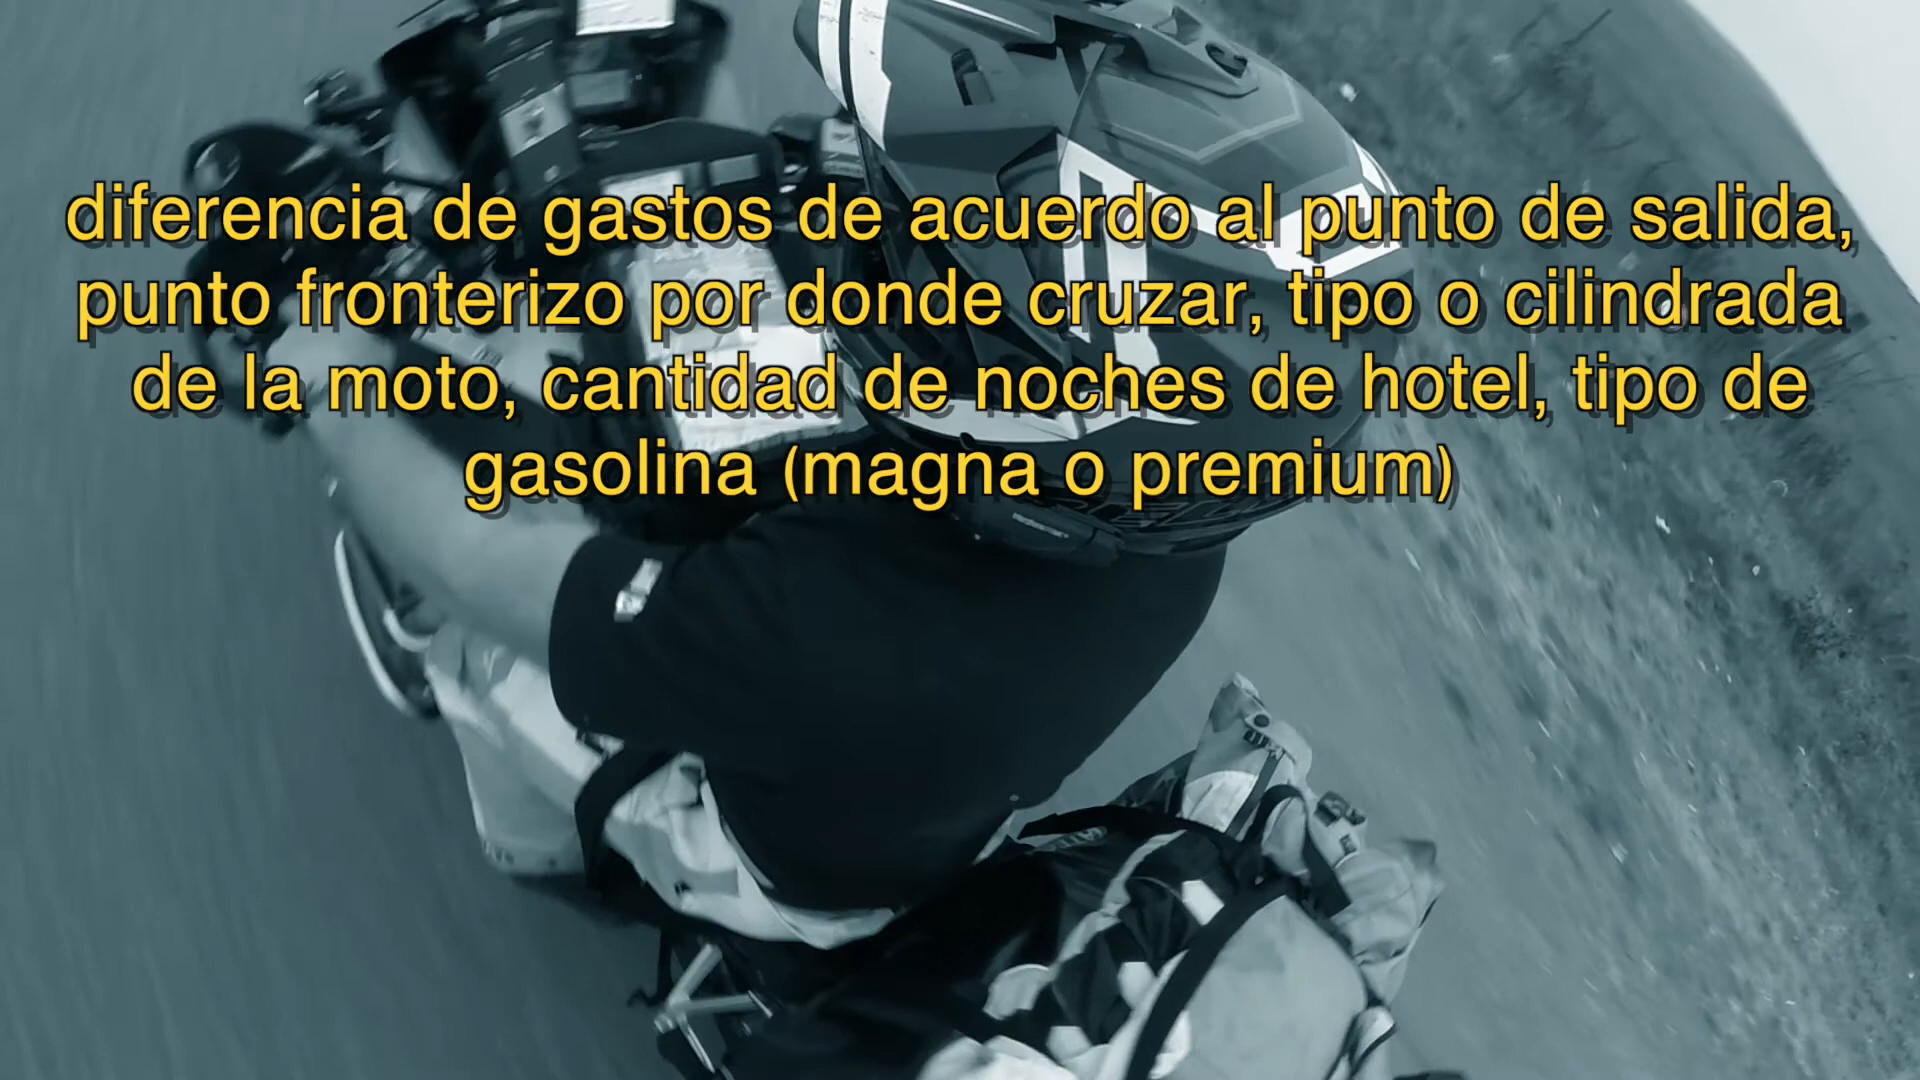 diferencia de gastos de acuerdo al punto de salida,
punto fronterizo por donde cruzar, tipo o cilindrada
de la moto, cantidad de noches de hotel, tipo de
gasolina (magna o premium)